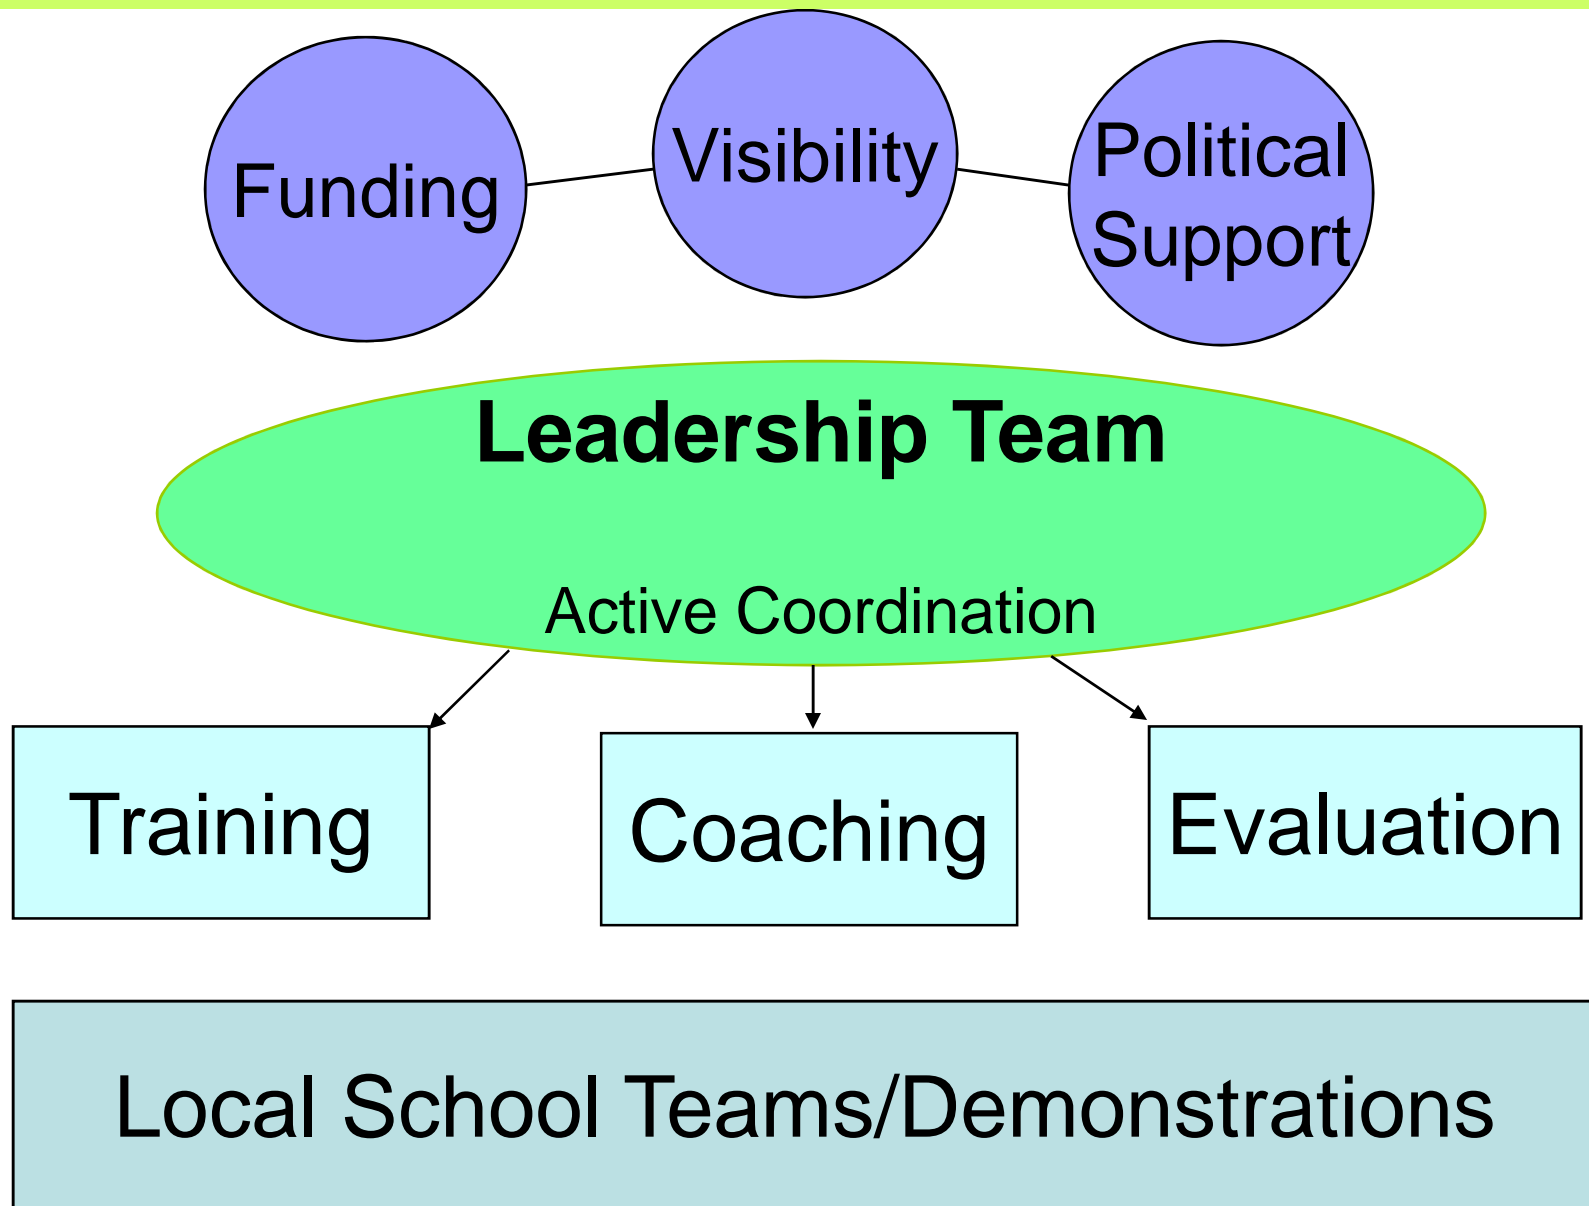 Funding
Visibility
Political
Support
Leadership Team
Active Coordination
Training
Coaching
Evaluation
Local School Teams/Demonstrations